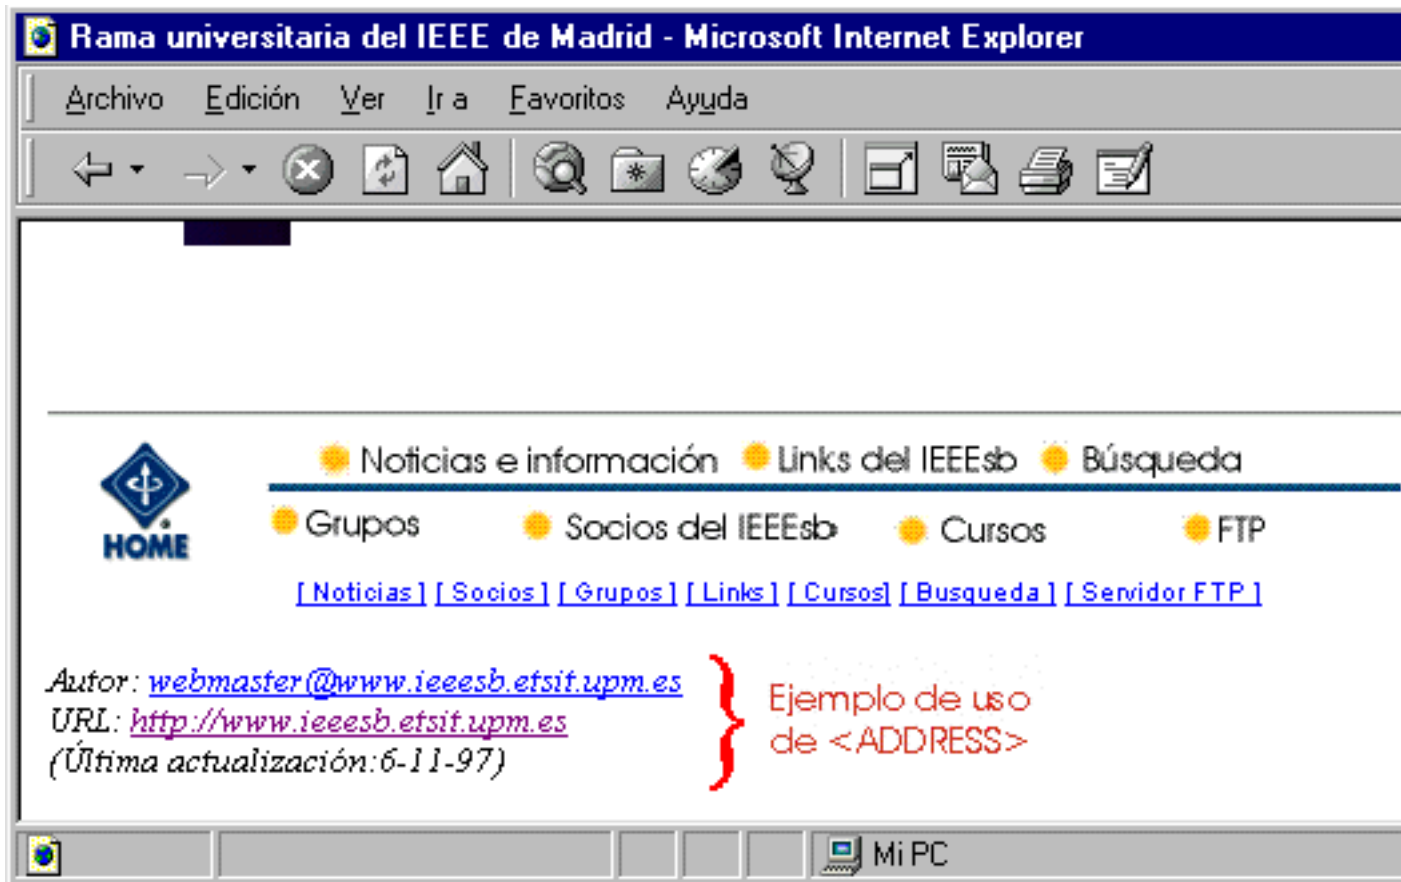 Rama universitaria del IEEE de Madrid - Microsoft Internet Explorer
Archivo Edición Ver Ir a Favoritos Ayuda
Noticias e información Links del IEEEsb Búsqueda
HOME
Grupos Socios del IEEEsb Cursos FTP
[ Noticias ] [ Socios ] [ Grupos ] [ Links ] [ Cursos] [ Busqueda ] [ Servidor FTP ]
Autor: webmaster@www.ieeesb.etsit.upm.es
URL: http://www.ieeesb.etsit.upm.es
(Última actualización:6-11-97)
Ejemplo de uso
de <ADDRESS>
Mi PC